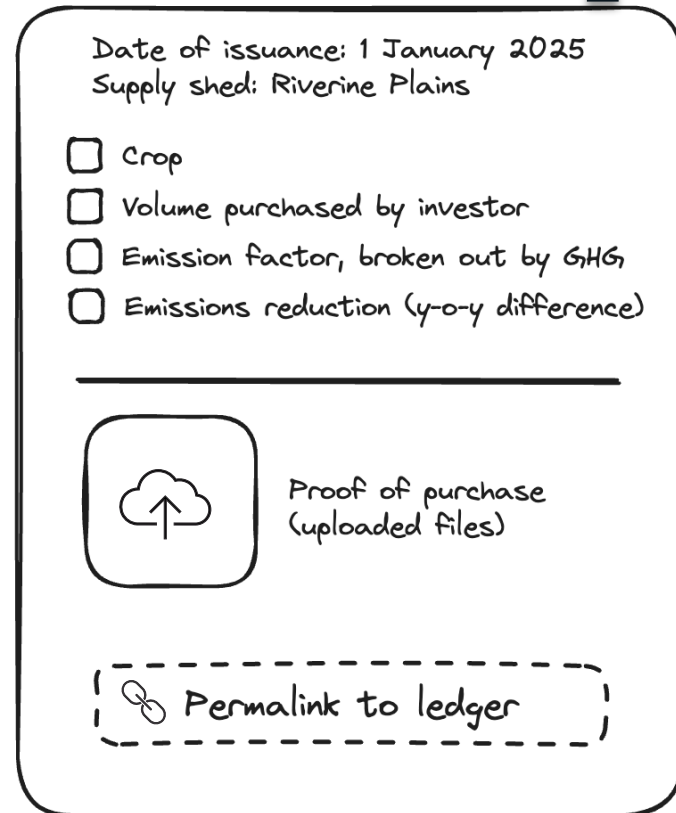 Date of issuance: 1 January 2025
Supply shed: Riverine Plains
Crop
Volume purchased by investor
Emission factor, broken out by GHG
Emissions reduction (y-o-y difference)
Proof of purchase
(uploaded files)
Permalink to ledger